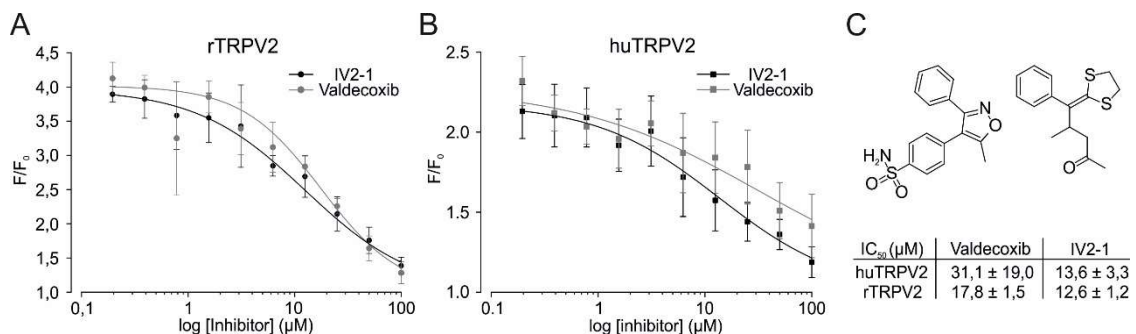 A
rTRPV2
4,5
4,0
3,5
3,0
2,5
2,0
1,5
1,0
F/F₀
IV2-1
Valdecoxib
0,1 1 10 100
log [Inhibitor] (µM)
B
huTRPV2
2.5
2.0
1.5
1.0
F/F₀
IV2-1
Valdecoxib
0.1 1 10 100
log [inhibitor] (µM)
C
N
O
H₂N
S
O
O
S
S
O
IC₅₀ (µM) Valdecoxib IV2-1
huTRPV2 31,1 ± 19,0 13,6 ± 3,3
rTRPV2 17,8 ± 1,5 12,6 ± 1,2